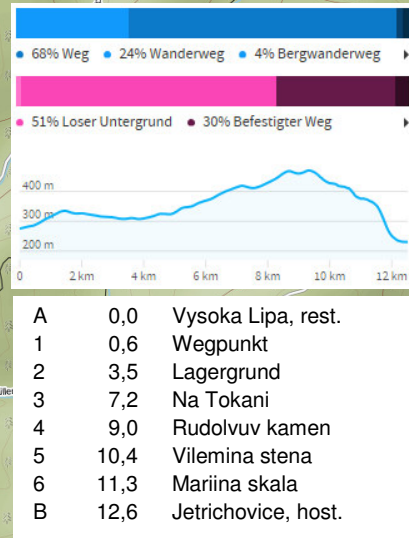 68% Weg 24% Wanderweg 4% Bergwanderweg
51% Loser Untergrund 30% Befestigter Weg
400 m
300 m
200 m
0 2 km 4 km 6 km 8 km 10 km 12 km
A 0,0 Vysoka Lipa, rest.
1 0,6 Wegpunkt
2 3,5 Lagergrund
3 7,2 Na Tokani
4 9,0 Rudolvuv kamen
5 10,4 Vilemina stena
6 11,3 Mariina skala
B 12,6 Jetrichovice, host.